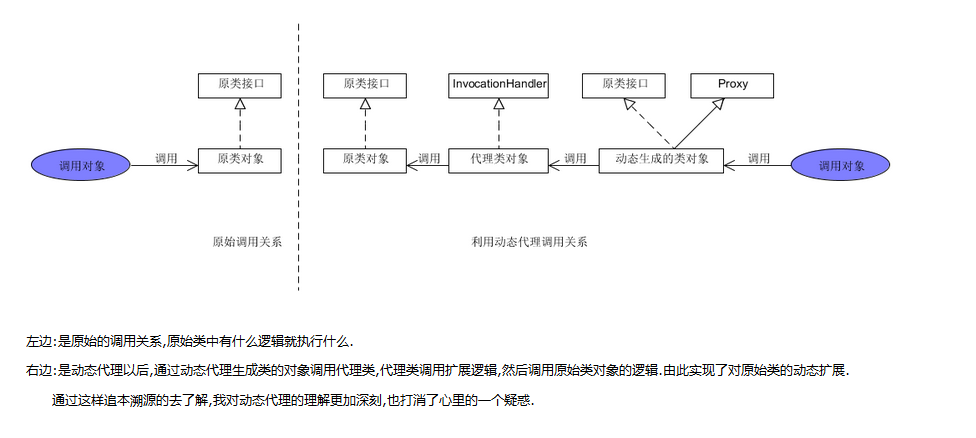 原类接口 原类接口 InvocationHandler 原类接口 Proxy
调用对象 调用 原类对象 原类对象 调用 代理类对象 调用 动态生成的类对象 调用 调用对象
原始调用关系 利用动态代理调用关系
左边:是原始的调用关系,原始类中有什么逻辑就执行什么.
右边:是动态代理以后,通过动态代理生成类的对象调用代理类,代理类调用扩展逻辑,然后调用原始类对象的逻辑.由此实现了对原始类的动态扩展.
通过这样追本溯源的去了解,我对动态代理的理解更加深刻,也打消了心里的一个疑惑.